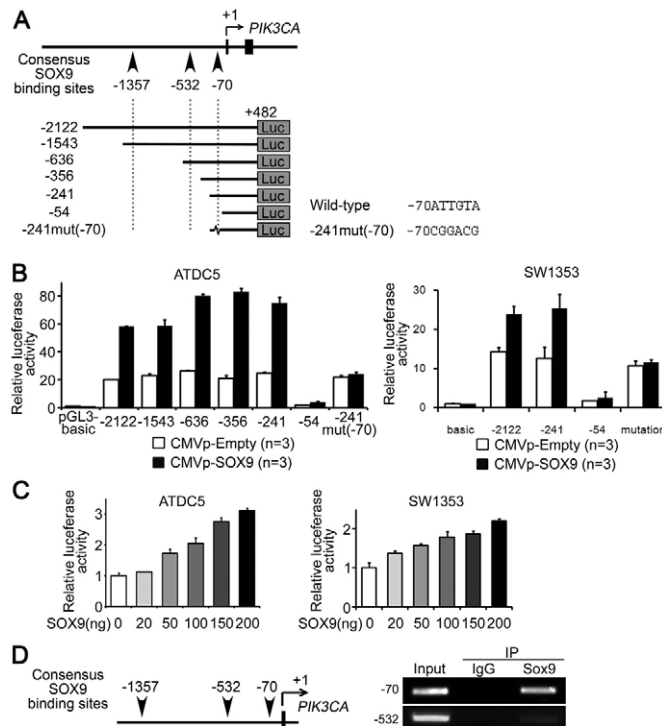 A
+1
PIK3CA
Consensus
SOX9
binding sites
-1357
-532
-70
+482
-2122
Luc
-1543
Luc
-636
Luc
-356
Luc
-241
Luc
-54
Luc
-241mut(-70)
Luc
Wild-type
-70ATTGTA
-241mut(-70)
-70CGGACG
B
ATDC5
Relative luciferase
activity
80
60
40
20
0
pGL3-
basic
-2122
-1543
-636
-356
-241
-54
-241
mut(-70)
CMVp-Empty (n=3)
CMVp-SOX9 (n=3)
SW1353
Relative luciferase
activity
30
20
10
0
basic
-2122
-241
-54
mutation
CMVp-Empty (n=3)
CMVp-SOX9 (n=3)
C
ATDC5
Relative luciferase
activity
3
2
1
0
SOX9(ng) 0 20 50 100 150 200
SW1353
Relative luciferase
activity
2
1
0
SOX9(ng) 0 20 50 100 150 200
D
Consensus
SOX9
binding sites
-1357
-532
-70
+1
PIK3CA
IP
Input
IgG
Sox9
-70
-532